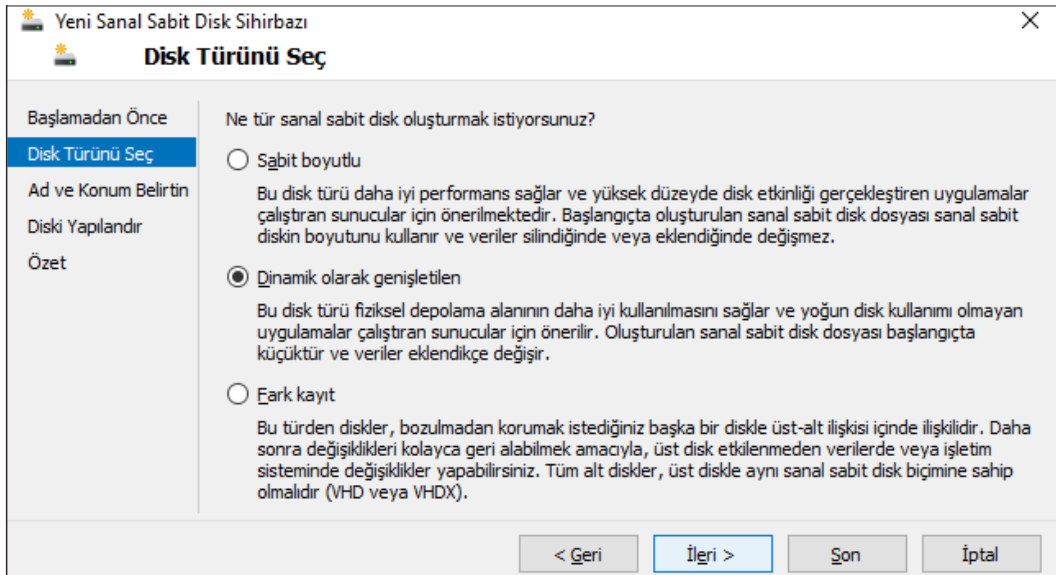 Yeni Sanal Sabit Disk Sihirbazı
Disk Türünü Seç
Başlamadan Önce
Disk Türünü Seç
Ad ve Konum Belirtin
Diski Yapılandır
Özet
Ne tür sanal sabit disk oluşturmak istiyorsunuz?
Sabit boyutlu
Bu disk türü daha iyi performans sağlar ve yüksek düzeyde disk etkinliği gerçekleştiren uygulamalar
çalıştıran sunucular için önerilmektedir. Başlangıçta oluşturulan sanal sabit disk dosyası sanal sabit
diskin boyutunu kullanır ve veriler silindiğinde veya eklendiğinde değişmez.
Dinamik olarak genişletilen
Bu disk türü fiziksel depolama alanının daha iyi kullanılmasını sağlar ve yoğun disk kullanımı olmayan
uygulamalar çalıştıran sunucular için önerilir. Oluşturulan sanal sabit disk dosyası başlangıçta
küçüktür ve veriler eklendikçe değişir.
Fark kayıt
Bu türden diskler, bozulmadan korumak istediğiniz başka bir diskle üst-alt ilişkisi içinde ilişkilidir. Daha
sonra değişiklikleri kolayca geri alabilmek amacıyla, üst disk etkilenmeden verilerde veya işletim
sisteminde değişiklikler yapabilirsiniz. Tüm alt diskler, üst diskle aynı sanal sabit disk biçimine sahip
olmalıdır (VHD veya VHDX).
< Geri
İleri >
Son
İptal